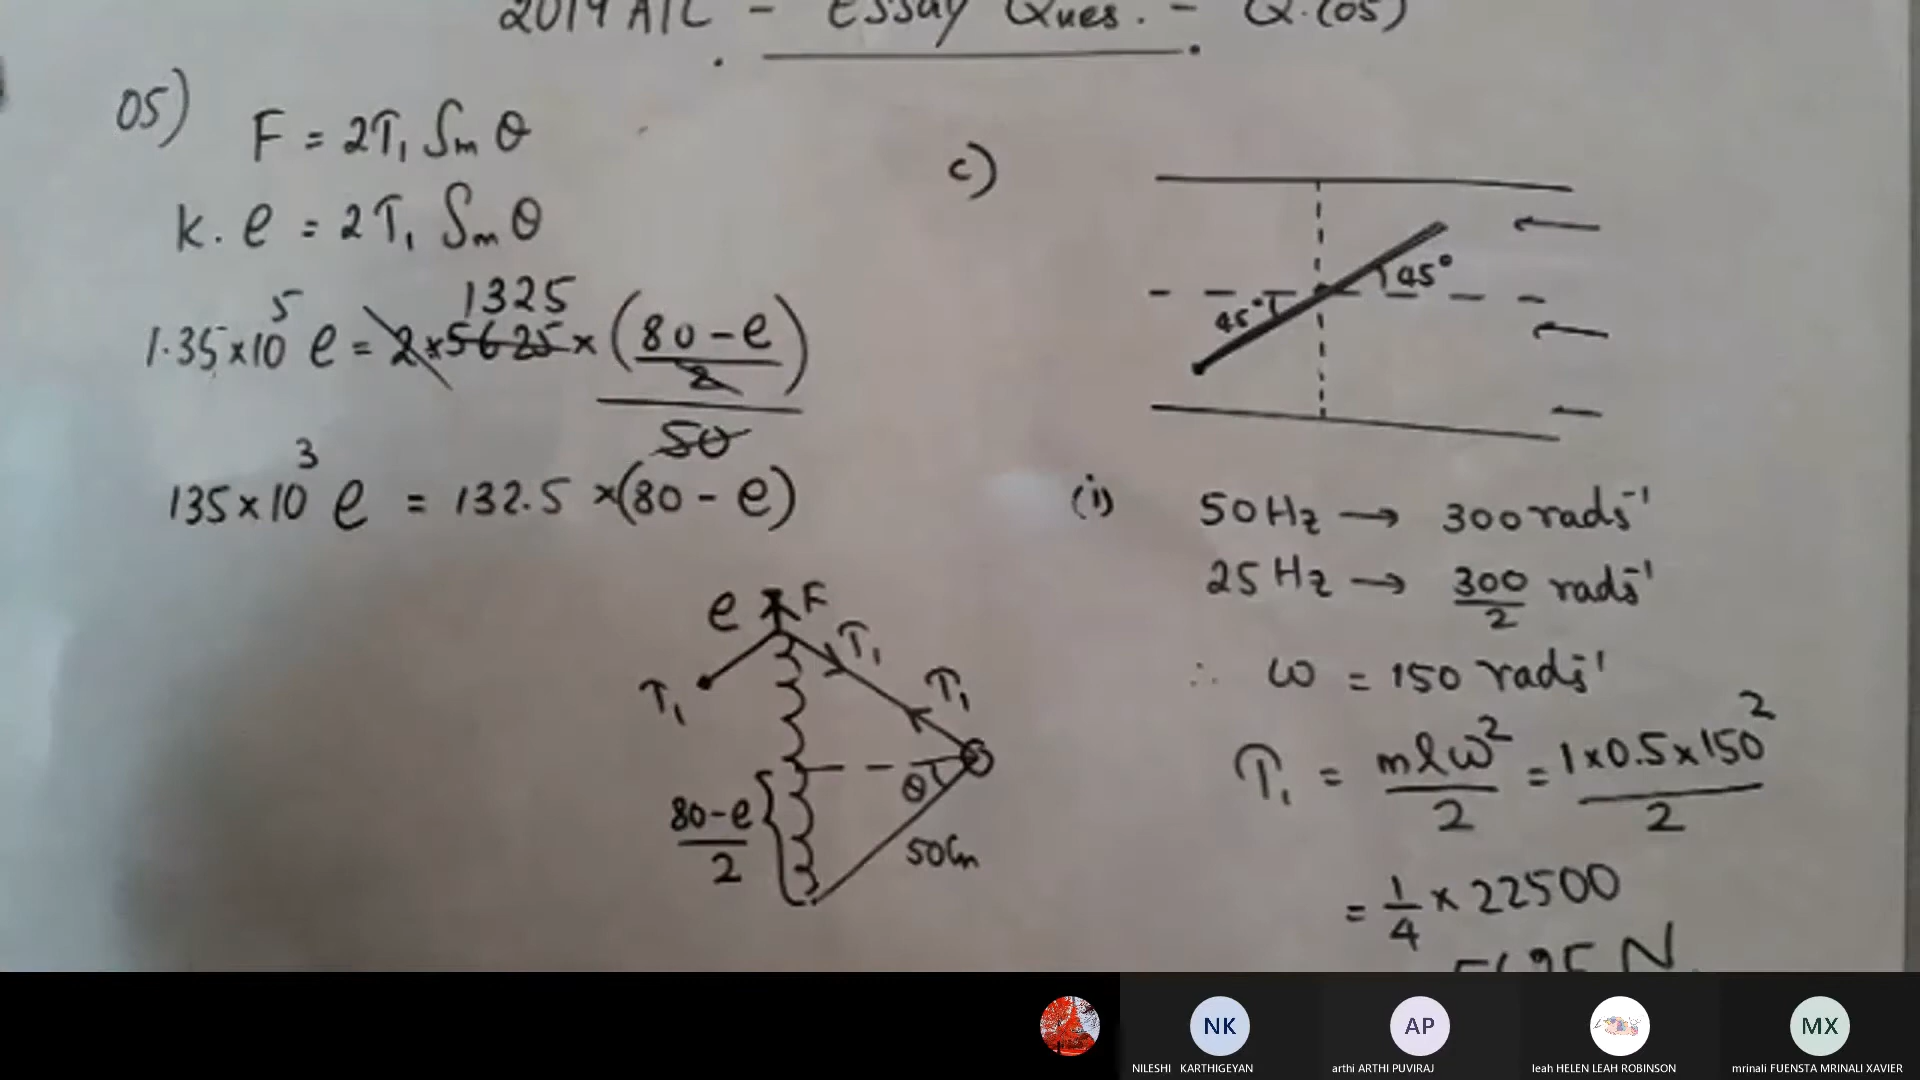 2019 A/L - Essay Ques. - Q.(05)
05)
F = 2T₁ Sin θ
k. e = 2T₁ Sin θ
1325
1.35×10⁵ e = 2×5625× (80-e)
2
50
135×10³ e = 132.5 ×(80-e)
e F
T₁
T₁
T₁
θ
80-e
2
50cm
c)
45°
45°
(i) 50Hz → 300 rads⁻¹
25Hz → 300/2 rads⁻¹
∴ ω = 150 rads⁻¹
T₁ = mlω²/2 = 1×0.5×150²/2
= 1/4 × 22500
5625 N
NK
AP
MX
NILESHI KARTHIGEYAN
arthi ARTHI PUVIRAJ
leah HELEN LEAH ROBINSON
mrinali FUENSTA MRINALI XAVIER